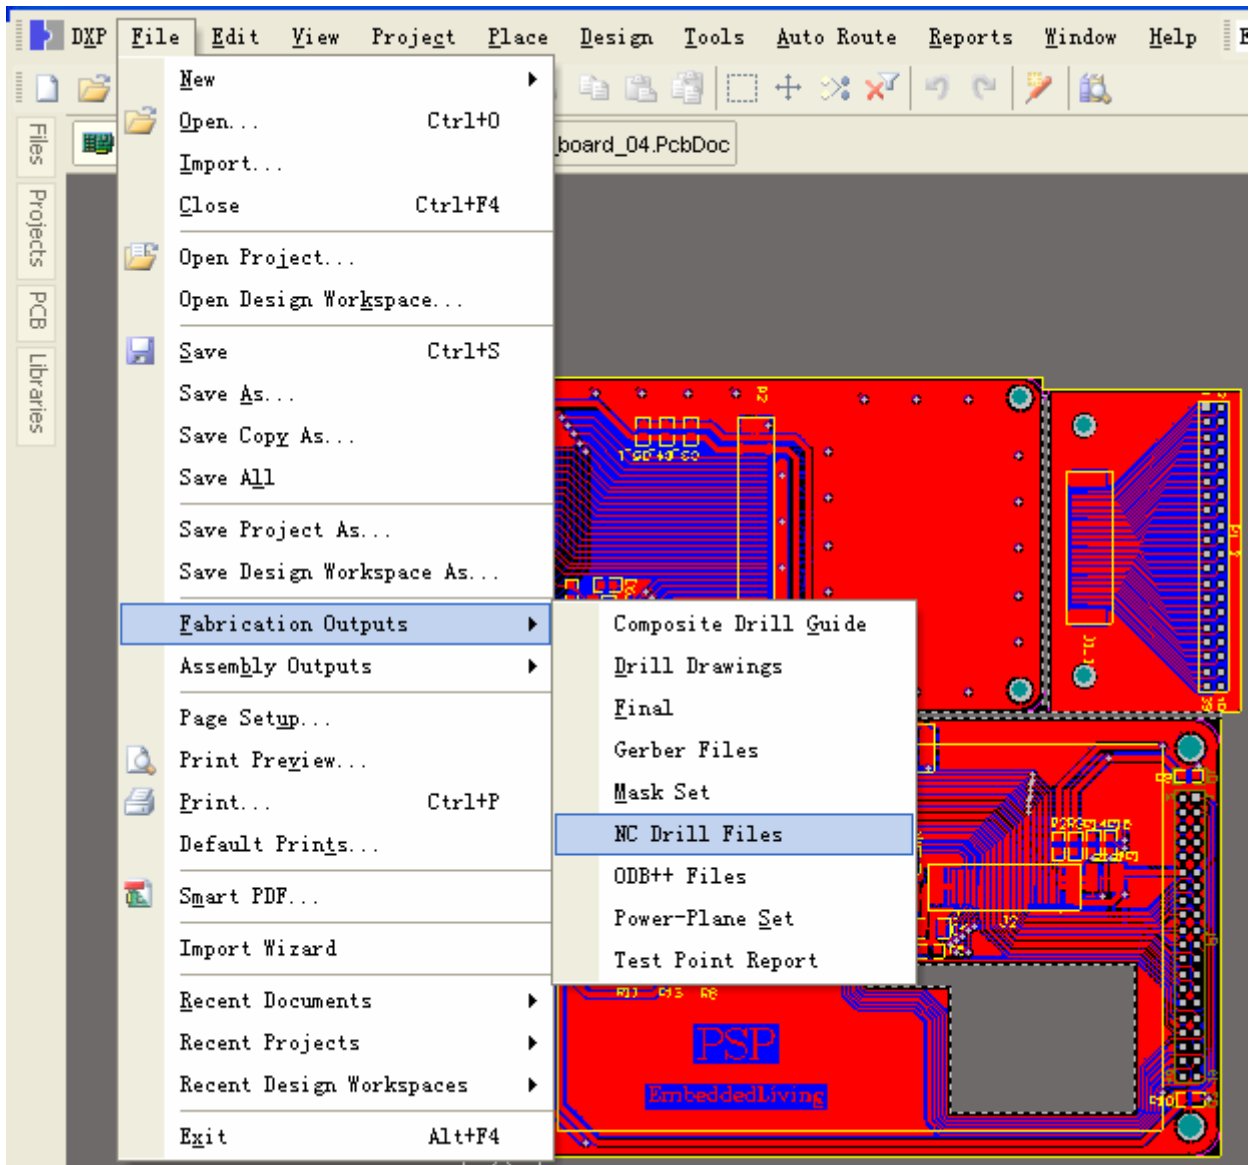 DXP File Edit View Project Place Design Tools Auto Route Reports Window Help
New
Open... Ctrl+O
board_04.PcbDoc
Import...
Close Ctrl+F4
Open Project...
Open Design Workspace...
Save Ctrl+S
Save As...
Save Copy As...
Save All
Save Project As...
Save Design Workspace As...
Fabrication Outputs
Assembly Outputs
Page Setup...
Print Preview...
Print... Ctrl+P
Default Prints...
Smart PDF...
Import Wizard
Recent Documents
Recent Projects
Recent Design Workspaces
Exit Alt+F4
Composite Drill Guide
Drill Drawings
Final
Gerber Files
Mask Set
NC Drill Files
ODB++ Files
Power-Plane Set
Test Point Report
Files
Projects
PCB
Libraries
J2
PSP
EmbeddedLiving